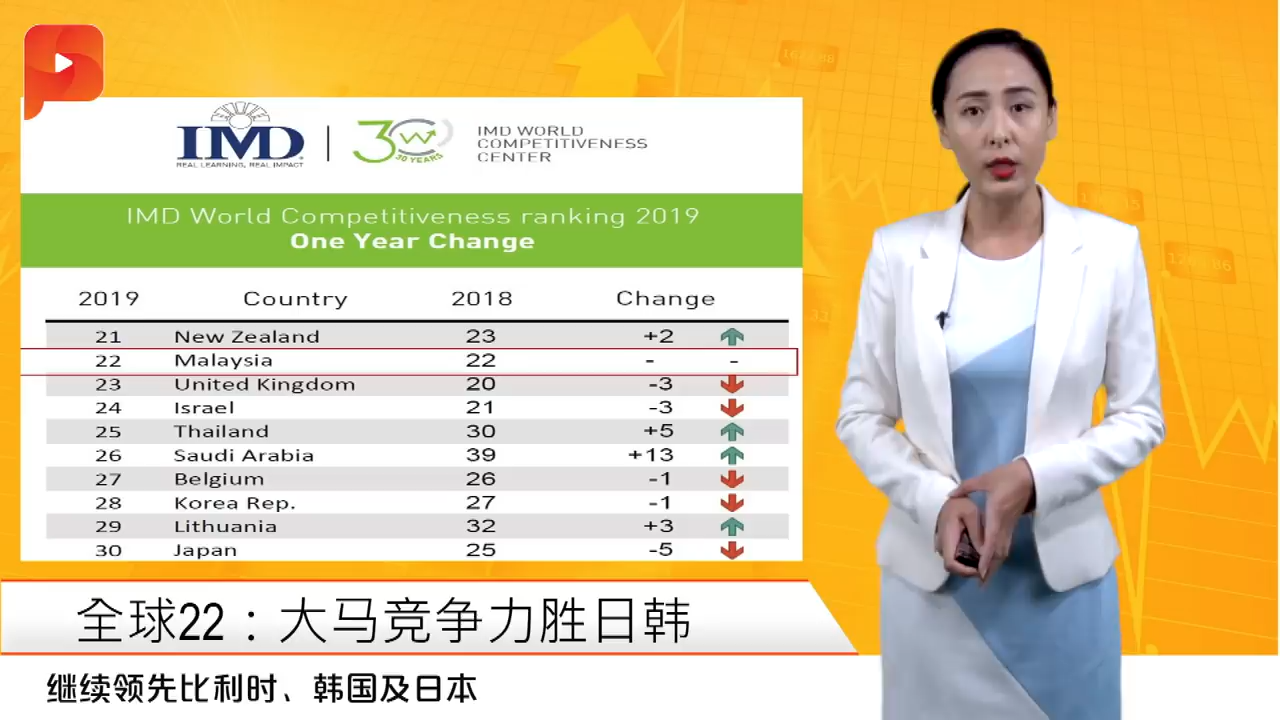 IMD
REAL LEARNING, REAL IMPACT
30 YEARS
IMD WORLD
COMPETITIVENESS
CENTER
IMD World Competitiveness ranking 2019
One Year Change
2019 Country 2018 Change
21 New Zealand 23 +2
22 Malaysia 22 - -
23 United Kingdom 20 -3
24 Israel 21 -3
25 Thailand 30 +5
26 Saudi Arabia 39 +13
27 Belgium 26 -1
28 Korea Rep. 27 -1
29 Lithuania 32 +3
30 Japan 25 -5
全球22：大马竞争力胜日韩
继续领先比利时、韩国及日本